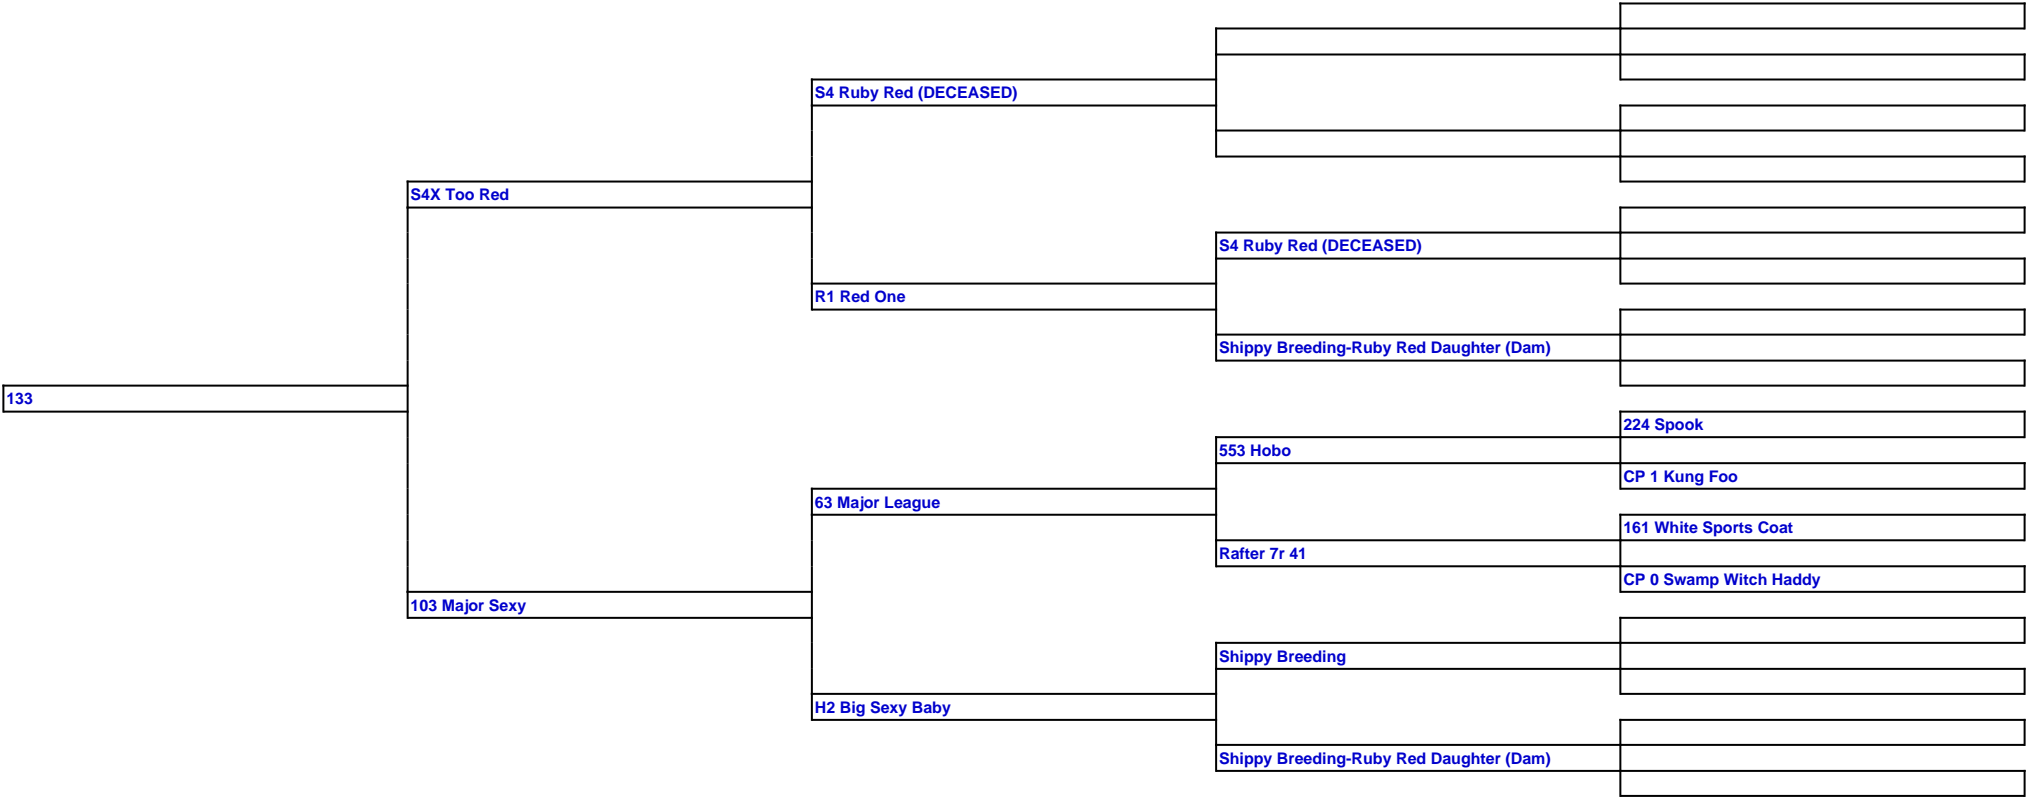 S4 Ruby Red (DECEASED)
S4X Too Red
S4 Ruby Red (DECEASED)
R1 Red One
Shippy Breeding-Ruby Red Daughter (Dam)
133
224 Spook
553 Hobo
CP 1 Kung Foo
63 Major League
161 White Sports Coat
Rafter 7r 41
CP 0 Swamp Witch Haddy
103 Major Sexy
Shippy Breeding
H2 Big Sexy Baby
Shippy Breeding-Ruby Red Daughter (Dam)